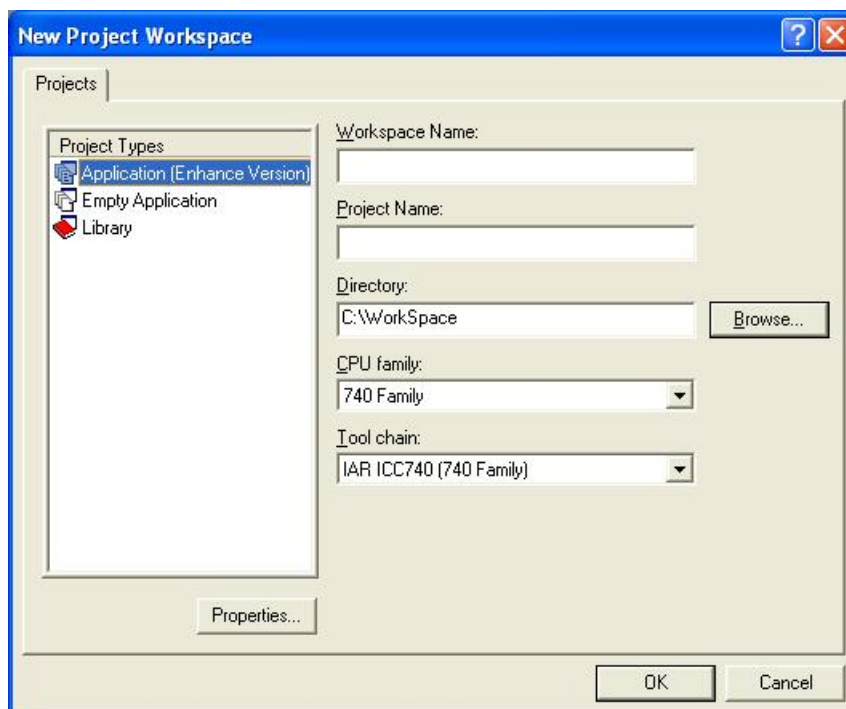 New Project Workspace
Projects
Project Types
Application (Enhance Version)
Empty Application
Library
Properties...
Workspace Name:
Project Name:
Directory:
C:\WorkSpace
Browse...
CPU family:
740 Family
Tool chain:
IAR ICC740 (740 Family)
OK
Cancel